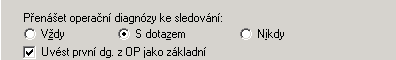 Přenášet operační diagnózy ke sledování:
Vždy S dotazem Nikdy
Uvést první dg. z OP jako základní